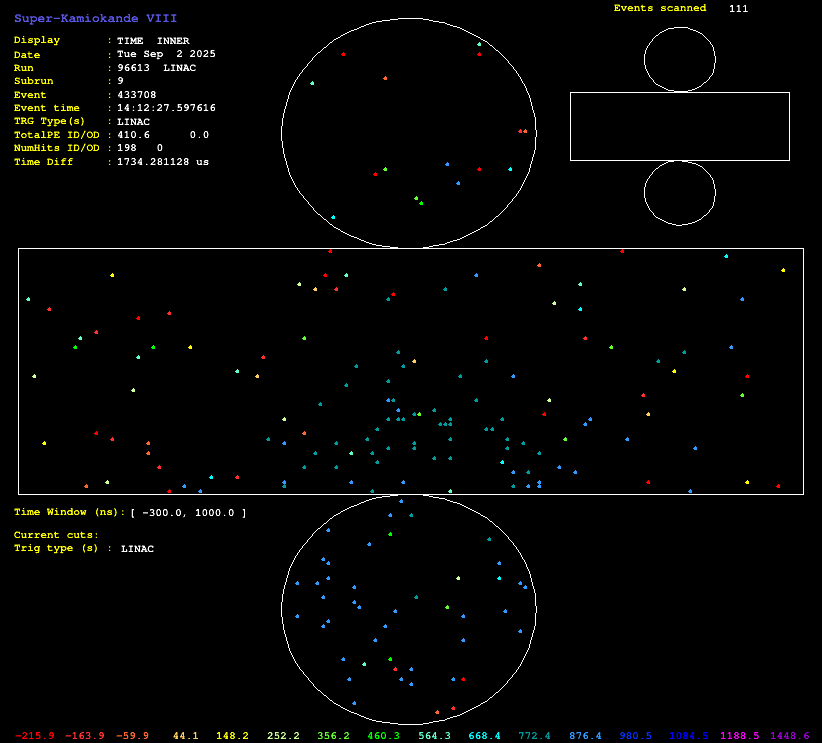 Super-Kamiokande VIII
Events scanned 111
Display : TIME INNER
Date : Tue Sep 2 2025
Run : 96613 LINAC
Subrun : 9
Event : 433708
Event time : 14:12:27.597616
TRG Type(s) : LINAC
TotalPE ID/OD : 410.6 0.0
NumHits ID/OD : 198 0
Time Diff : 1734.281128 us
Time Window (ns): [ -300.0, 1000.0 ]
Current cuts:
Trig type (s) : LINAC
-215.9 -163.9 -59.9 44.1 148.2 252.2 356.2 460.3 564.3 668.4 772.4 876.4 980.5 1084.5 1188.5 1448.6